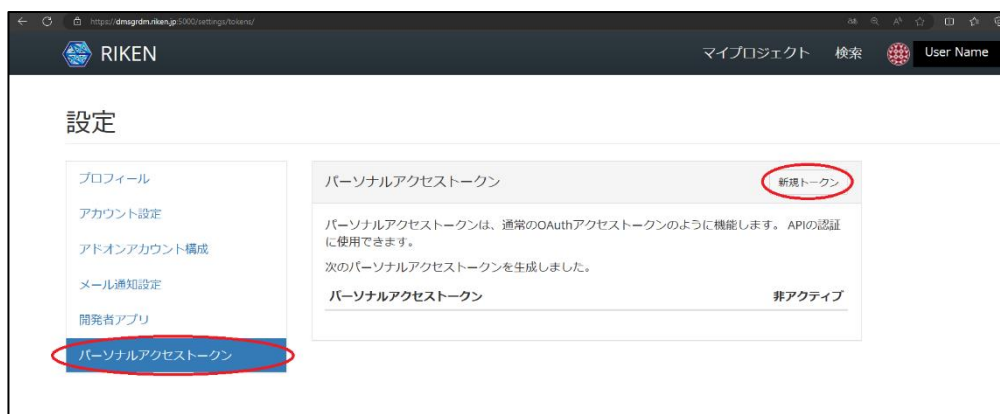 https://dmsgrdm.riken.jp:5000/settings/tokens/
RIKEN
マイプロジェクト 検索 User Name
設定
プロフィール
アカウント設定
アドオンアカウント構成
メール通知設定
開発者アプリ
パーソナルアクセストークン
パーソナルアクセストークン 新規トークン
パーソナルアクセストークンは、通常のOAuthアクセストークンのように機能します。 APIの認証
に使用できます。
次のパーソナルアクセストークンを生成しました。
パーソナルアクセストークン 非アクティブ